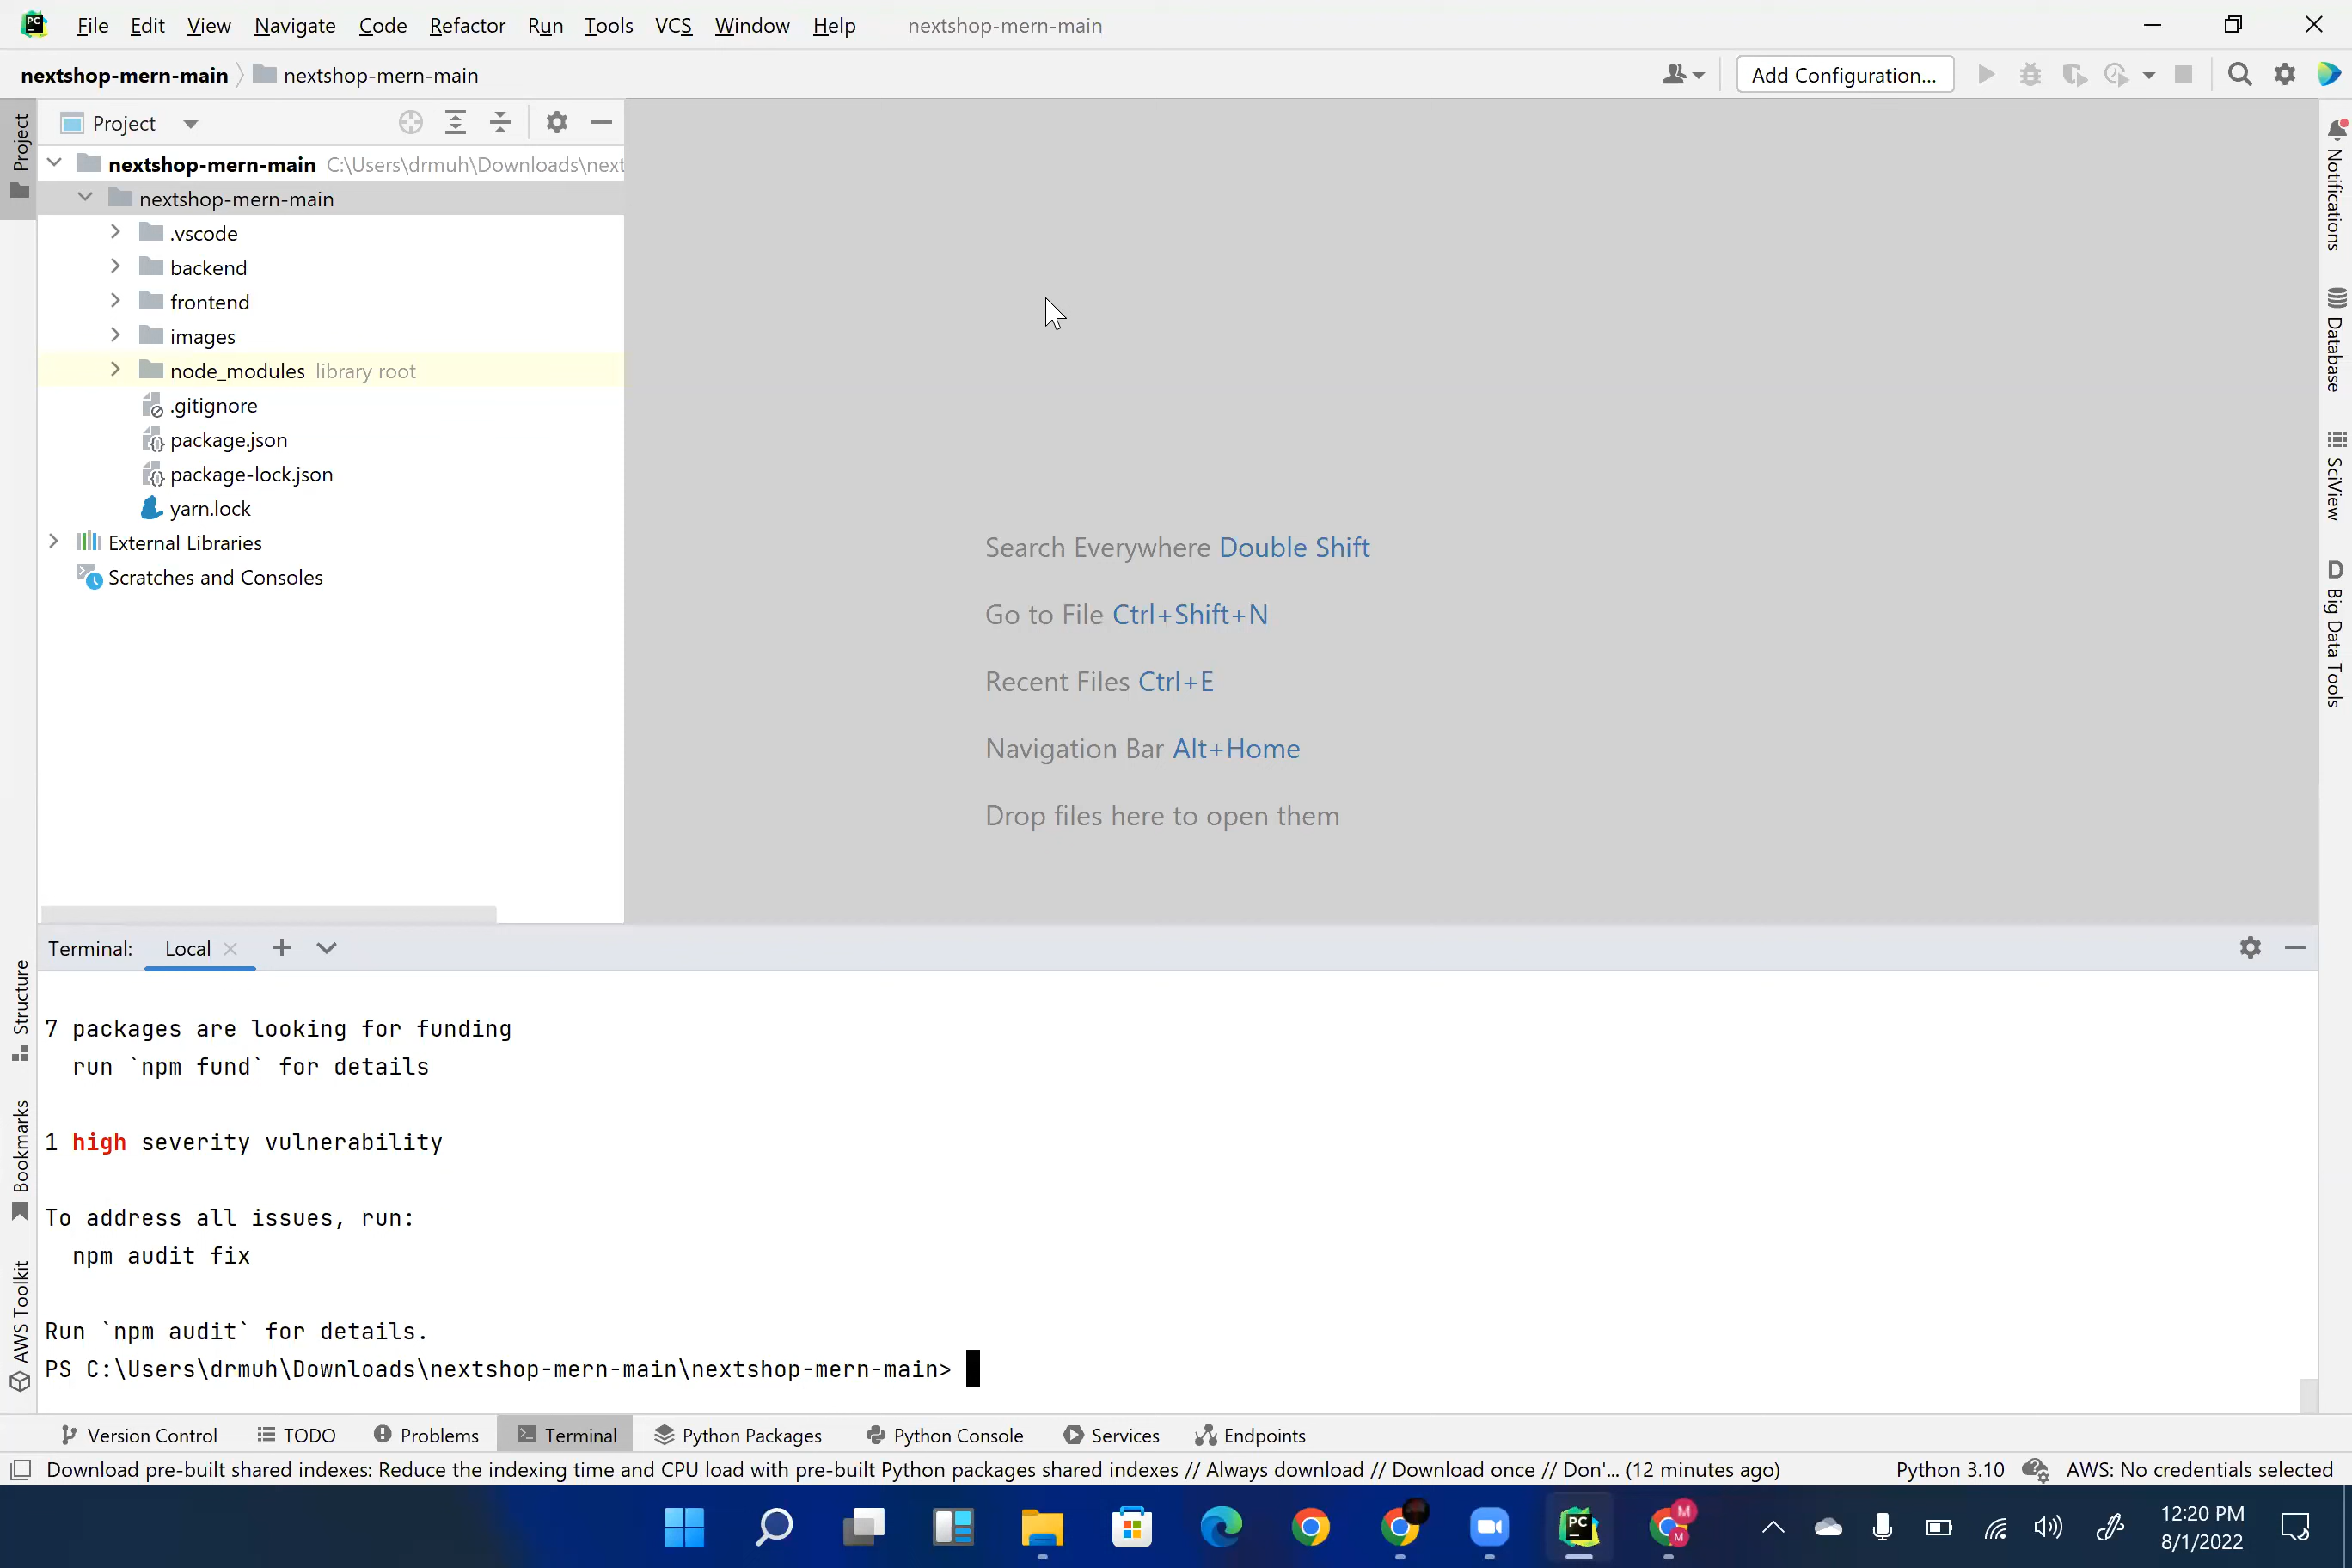 File Edit View Navigate Code Refactor Run Tools VCS Window Help nextshop-mern-main
nextshop-mern-main nextshop-mern-main
Add Configuration...
Project
nextshop-mern-main C:\Users\drmuh\Downloads\next
nextshop-mern-main
.vscode
backend
frontend
images
node_modules library root
.gitignore
package.json
package-lock.json
yarn.lock
External Libraries
Scratches and Consoles
Project
Structure
Bookmarks
AWS Toolkit
Search Everywhere Double Shift
Go to File Ctrl+Shift+N
Recent Files Ctrl+E
Navigation Bar Alt+Home
Drop files here to open them
Notifications
Database
SciView
D Big Data Tools
Terminal: Local
7 packages are looking for funding
run `npm fund` for details
1 high severity vulnerability
To address all issues, run:
npm audit fix
Run `npm audit` for details.
PS C:\Users\drmuh\Downloads\nextshop-mern-main\nextshop-mern-main>
Version Control TODO Problems Terminal Python Packages Python Console Services Endpoints
Download pre-built shared indexes: Reduce the indexing time and CPU load with pre-built Python packages shared indexes // Always download // Download once // Don'... (12 minutes ago) Python 3.10 AWS: No credentials selected
PC
PC
M
M
12:20 PM
8/1/2022